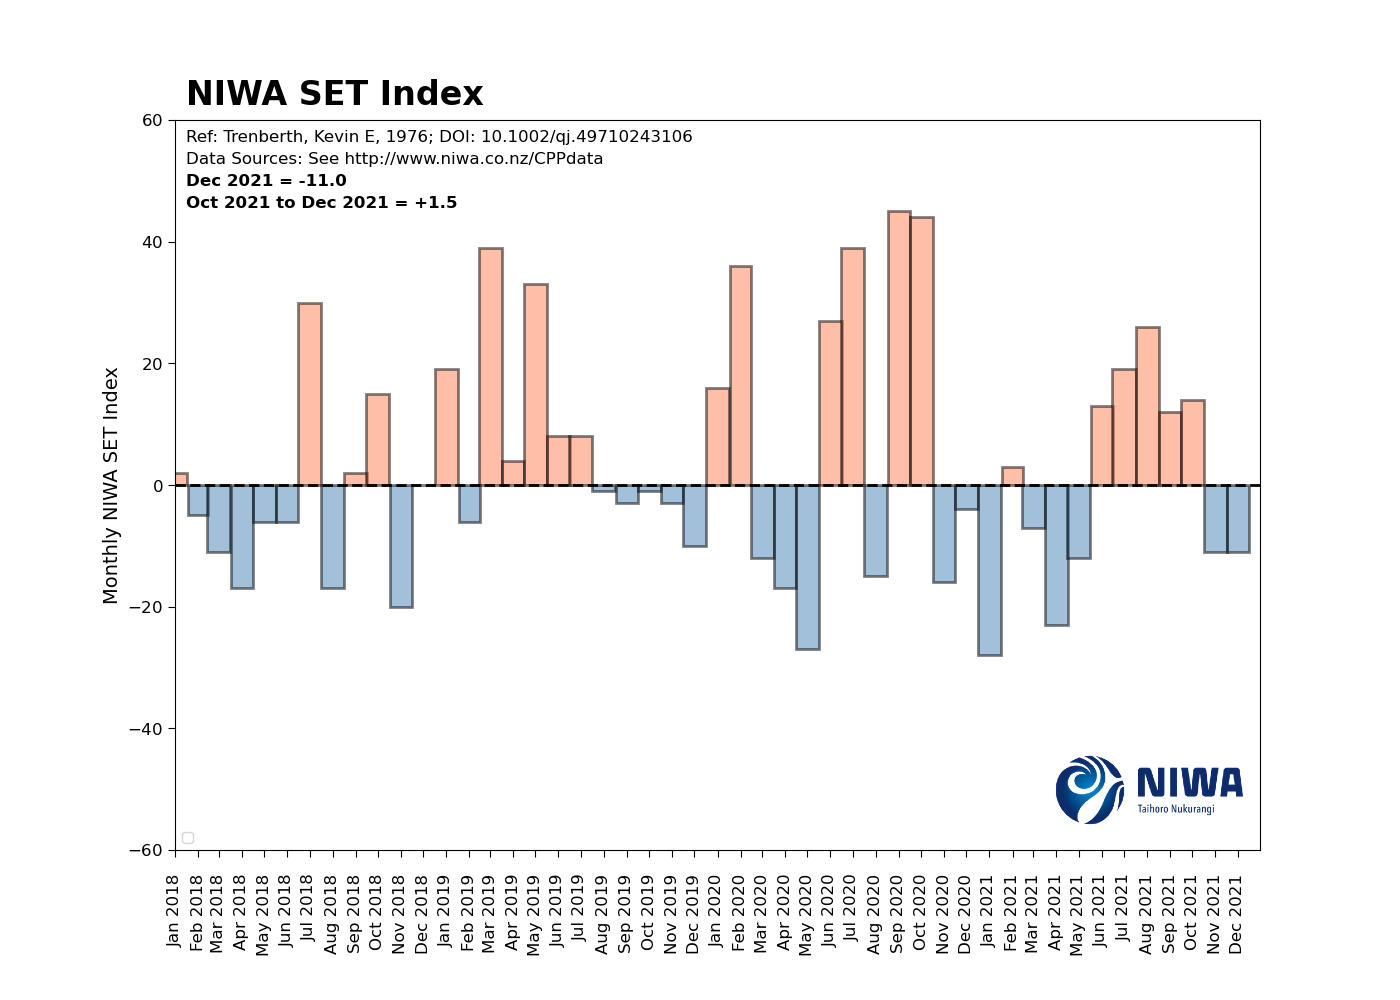 NIWA SET Index
Ref: Trenberth, Kevin E, 1976; DOI: 10.1002/qj.49710243106
Data Sources: See http://www.niwa.co.nz/CPPdata
Dec 2021 = -11.0
Oct 2021 to Dec 2021 = +1.5
60
40
20
0
−20
−40
−60
Monthly NIWA SET Index
NIWA
Taihoro Nukurangi
Jan 2018
Feb 2018
Mar 2018
Apr 2018
May 2018
Jun 2018
Jul 2018
Aug 2018
Sep 2018
Oct 2018
Nov 2018
Dec 2018
Jan 2019
Feb 2019
Mar 2019
Apr 2019
May 2019
Jun 2019
Jul 2019
Aug 2019
Sep 2019
Oct 2019
Nov 2019
Dec 2019
Jan 2020
Feb 2020
Mar 2020
Apr 2020
May 2020
Jun 2020
Jul 2020
Aug 2020
Sep 2020
Oct 2020
Nov 2020
Dec 2020
Jan 2021
Feb 2021
Mar 2021
Apr 2021
May 2021
Jun 2021
Jul 2021
Aug 2021
Sep 2021
Oct 2021
Nov 2021
Dec 2021